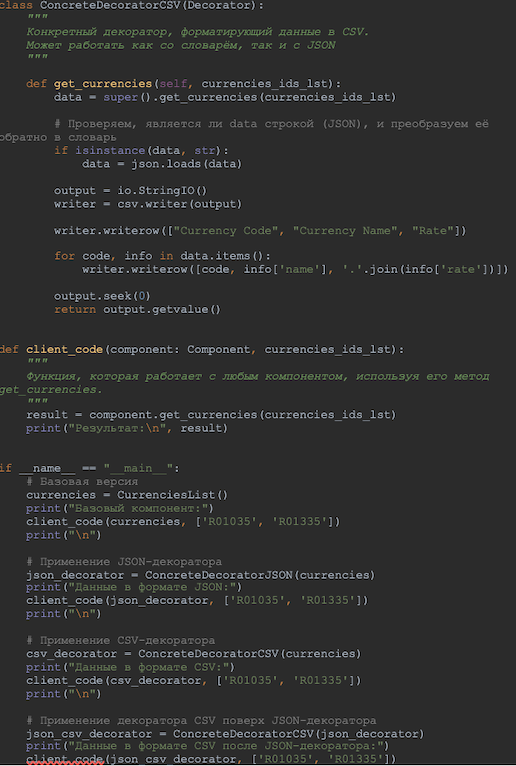 class ConcreteDecoratorCSV(Decorator):
"""
Конкретный декоратор, форматирующий данные в CSV.
Может работать как со словарём, так и с JSON
"""
def get_currencies(self, currencies_ids_lst):
data = super().get_currencies(currencies_ids_lst)
# Проверяем, является ли data строкой (JSON), и преобразуем её
обратно в словарь
if isinstance(data, str):
data = json.loads(data)
output = io.StringIO()
writer = csv.writer(output)
writer.writerow(["Currency Code", "Currency Name", "Rate"])
for code, info in data.items():
writer.writerow([code, info['name'], '.'.join(info['rate'])])
output.seek(0)
return output.getvalue()
def client_code(component: Component, currencies_ids_lst):
"""
Функция, которая работает с любым компонентом, используя его метод
get_currencies.
"""
result = component.get_currencies(currencies_ids_lst)
print("Результат:\n", result)
if __name__ == "__main__":
# Базовая версия
currencies = CurrenciesList()
print("Базовый компонент:")
client_code(currencies, ['R01035', 'R01335'])
print("\n")
# Применение JSON-декоратора
json_decorator = ConcreteDecoratorJSON(currencies)
print("Данные в формате JSON:")
client_code(json_decorator, ['R01035', 'R01335'])
print("\n")
# Применение CSV-декоратора
csv_decorator = ConcreteDecoratorCSV(currencies)
print("Данные в формате CSV:")
client_code(csv_decorator, ['R01035', 'R01335'])
print("\n")
# Применение декоратора CSV поверх JSON-декоратора
json_csv_decorator = ConcreteDecoratorCSV(json_decorator)
print("Данные в формате CSV после JSON-декоратора:")
client_code(json_csv_decorator, ['R01035', 'R01335'])